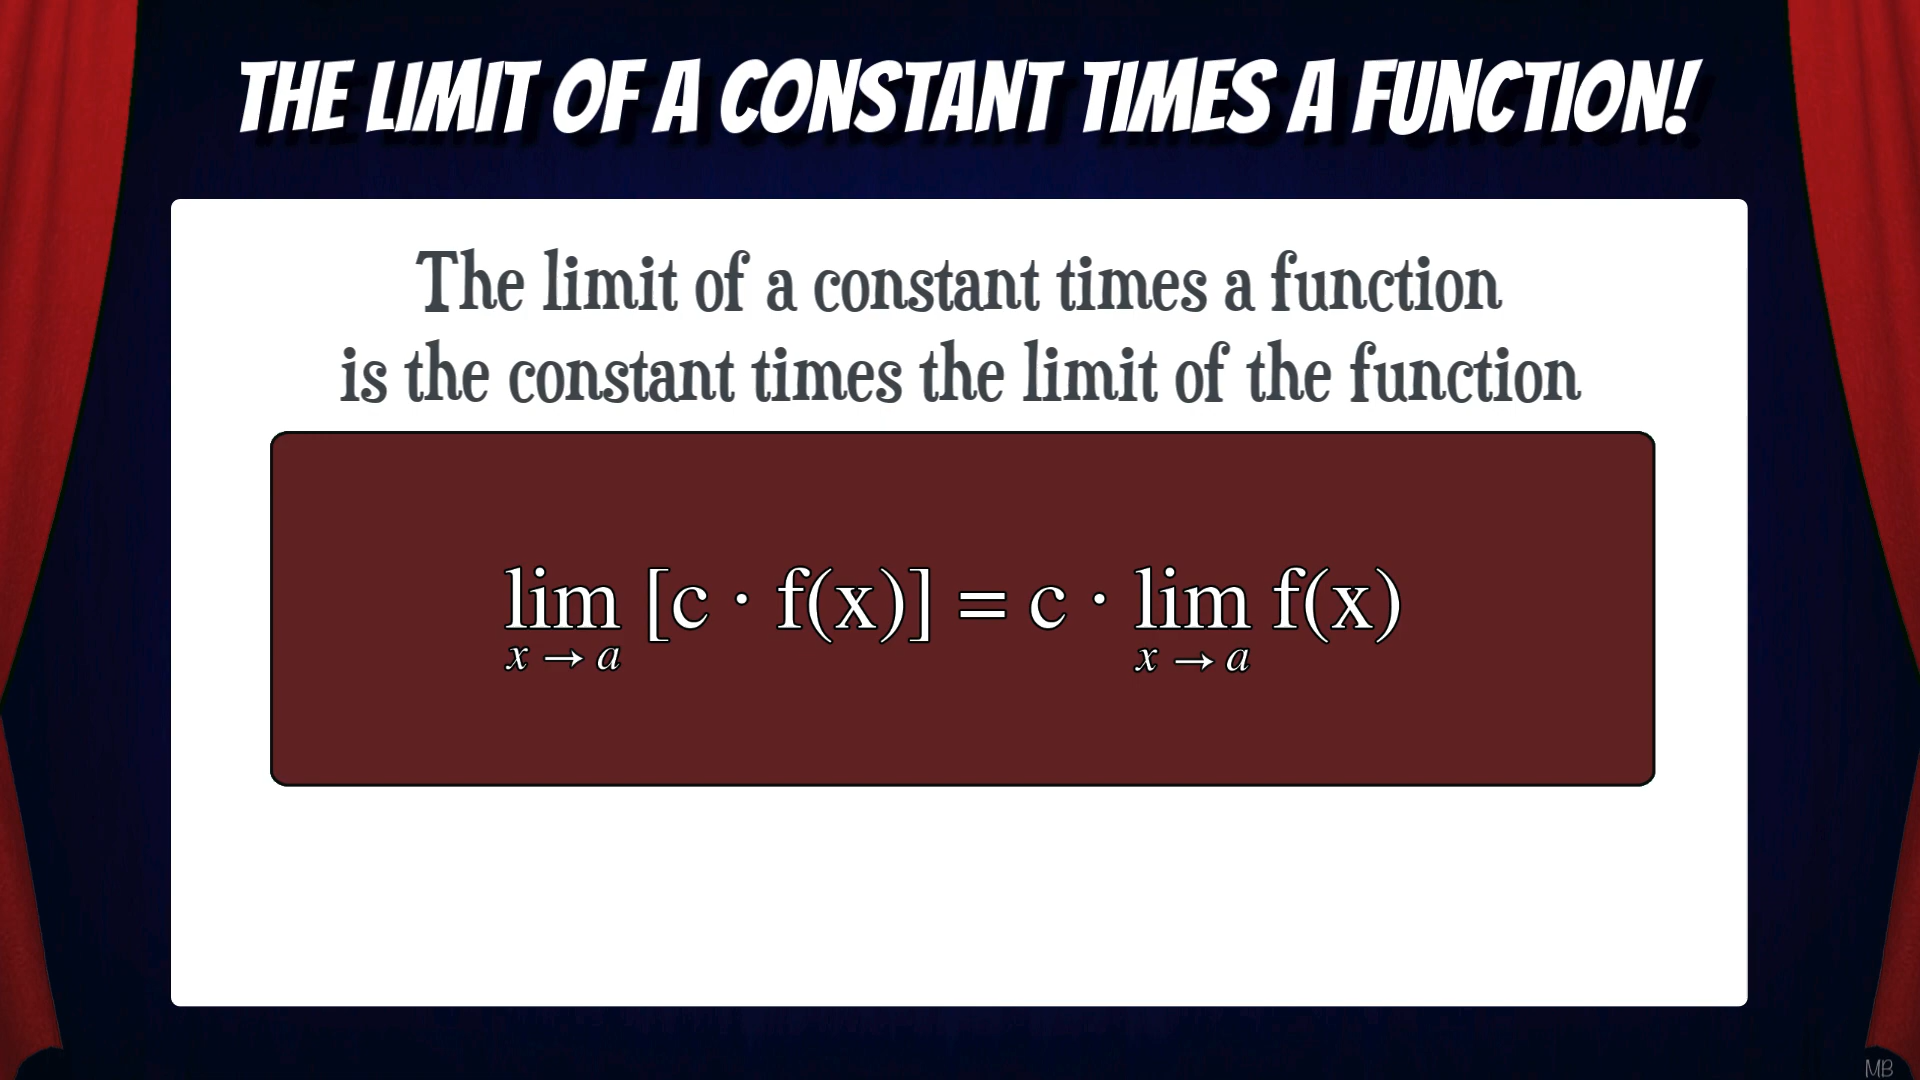 THE LIMIT OF A CONSTANT TIMES A FUNCTION!
The limit of a constant times a function
is the constant times the limit of the function
lim [c · f(x)] = c · lim f(x)
x → a x → a
MB